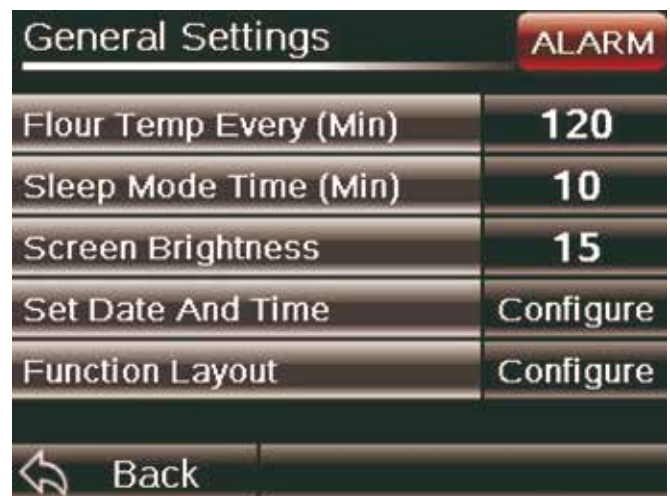 General Settings ALARM
Flour Temp Every (Min) 120
Sleep Mode Time (Min) 10
Screen Brightness 15
Set Date And Time Configure
Function Layout Configure
Back